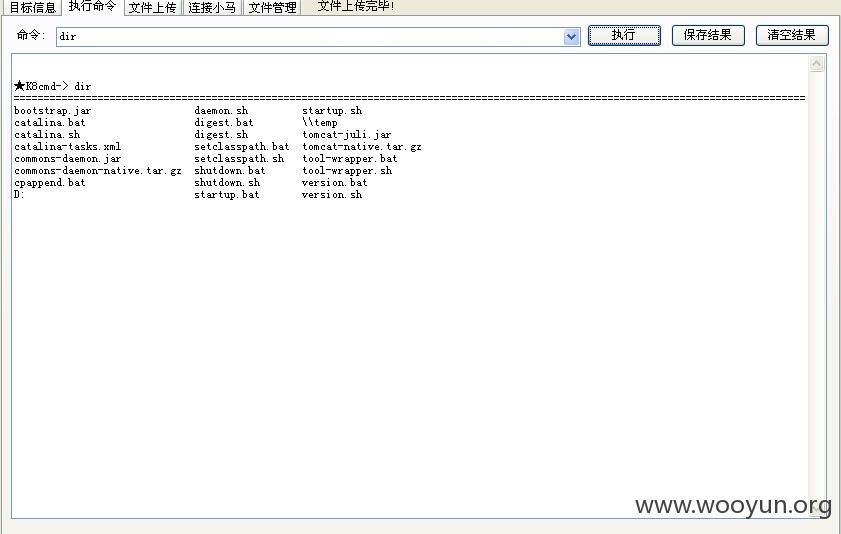 目标信息 执行命令 文件上传 连接小马 文件管理 文件上传完毕!
命令: dir 执行 保存结果 清空结果
★K8cmd-> dir
bootstrap.jar daemon.sh startup.sh
catalina.bat digest.bat \\temp
catalina.sh digest.sh tomcat-juli.jar
catalina-tasks.xml setclasspath.bat tomcat-native.tar.gz
commons-daemon.jar setclasspath.sh tool-wrapper.bat
commons-daemon-native.tar.gz shutdown.bat tool-wrapper.sh
cpappend.bat shutdown.sh version.bat
D: startup.bat version.sh
www.wooyun.org